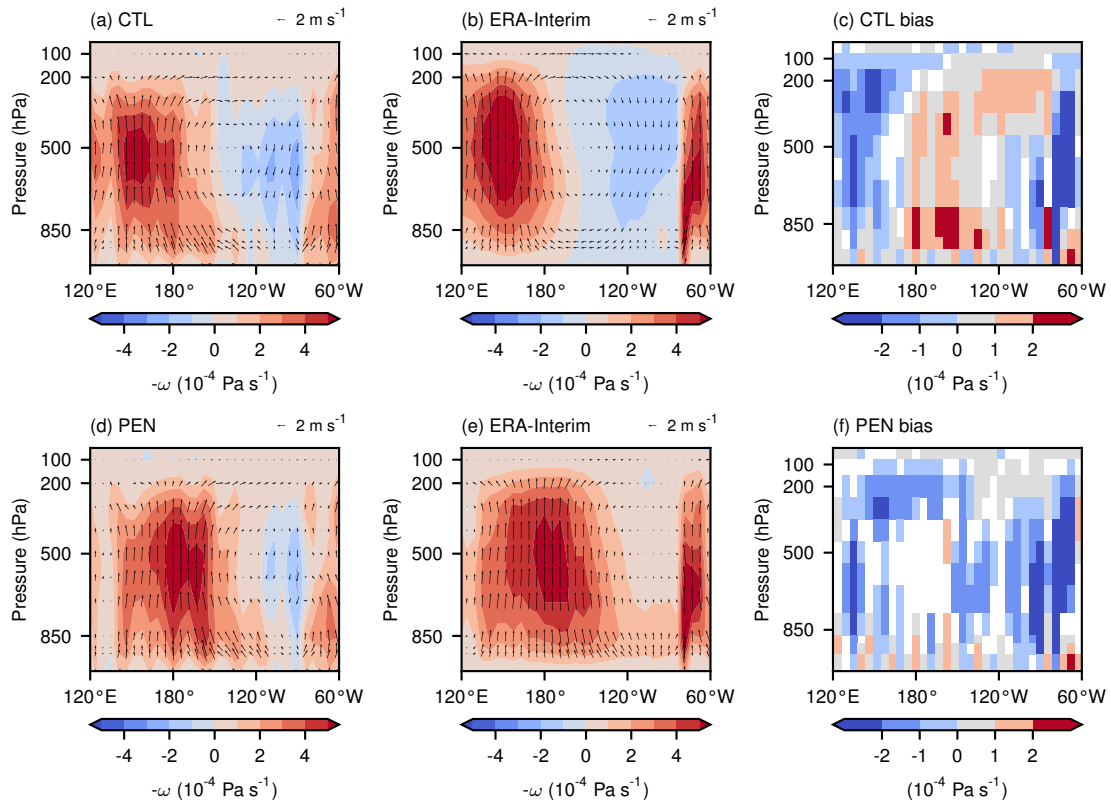 (a) CTL ← 2 m s⁻¹ (b) ERA-Interim ← 2 m s⁻¹ (c) CTL bias
Pressure (hPa) Pressure (hPa) Pressure (hPa)
100 100 100
200 200 200
500 500 500
850 850 850
120°E 180° 120°W 60°W 120°E 180° 120°W 60°W 120°E 180° 120°W 60°W
-4 -2 0 2 4 -4 -2 0 2 4 -2 -1 0 1 2
-ω (10⁻⁴ Pa s⁻¹) -ω (10⁻⁴ Pa s⁻¹) (10⁻⁴ Pa s⁻¹)
(d) PEN ← 2 m s⁻¹ (e) ERA-Interim ← 2 m s⁻¹ (f) PEN bias
Pressure (hPa) Pressure (hPa) Pressure (hPa)
100 100 100
200 200 200
500 500 500
850 850 850
120°E 180° 120°W 60°W 120°E 180° 120°W 60°W 120°E 180° 120°W 60°W
-4 -2 0 2 4 -4 -2 0 2 4 -2 -1 0 1 2
-ω (10⁻⁴ Pa s⁻¹) -ω (10⁻⁴ Pa s⁻¹) (10⁻⁴ Pa s⁻¹)